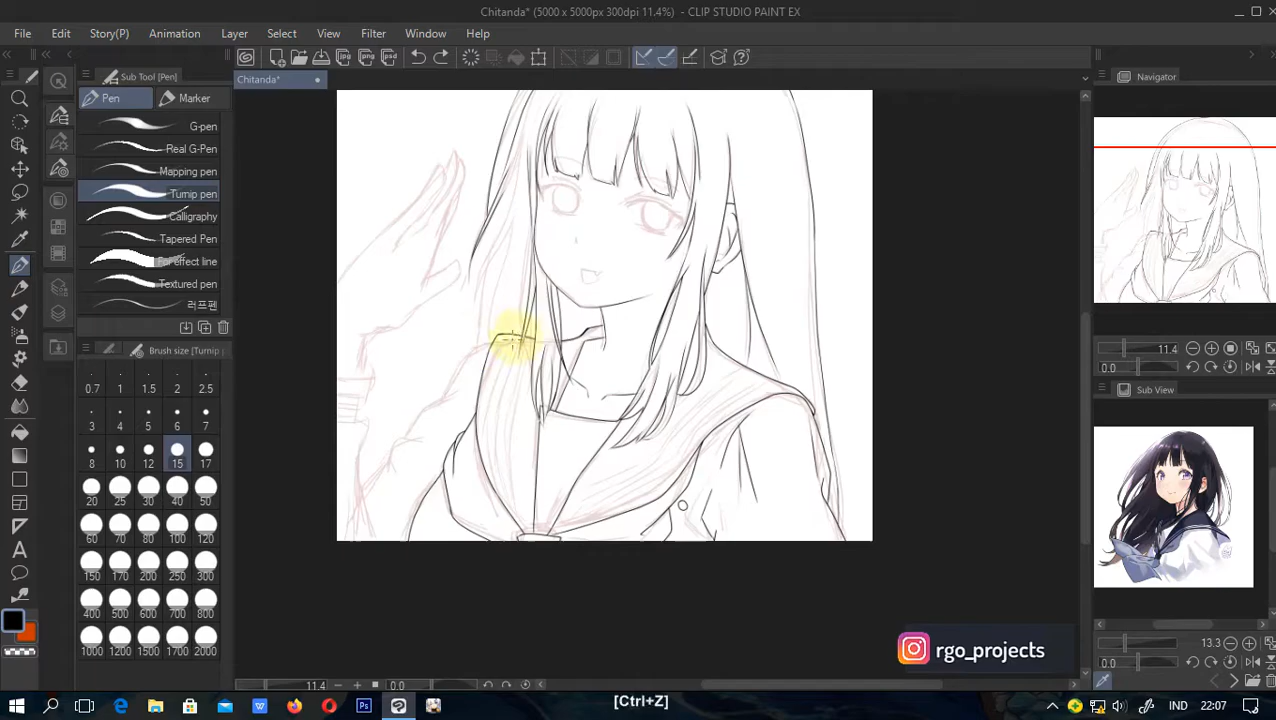 Chitanda* (5000 x 5000px 300dpi 11.4%) - CLIP STUDIO PAINT EX
File Edit Story(P) Animation Layer Select View Filter Window Help
Sub Tool [Pen]
Chitanda*
Navigator
Pen Marker
G-pen
Real G-Pen
Mapping pen
Turnip pen
Calligraphy
Tapered Pen
For effect line
Textured pen
러프펜
Brush size [Turnip p
0.7 1 1.5 2 2.5
3 4 5 6 7
8 10 12 15 17
20 25 30 40 50
60 70 80 100 120
150 170 200 250 300
400 500 600 700 800
1000 1200 1500 1700 2000
11.4
0.0
Sub View
13.3
0.0
rgo_projects
11.4 0.0
[Ctrl+Z]
IND 22:07